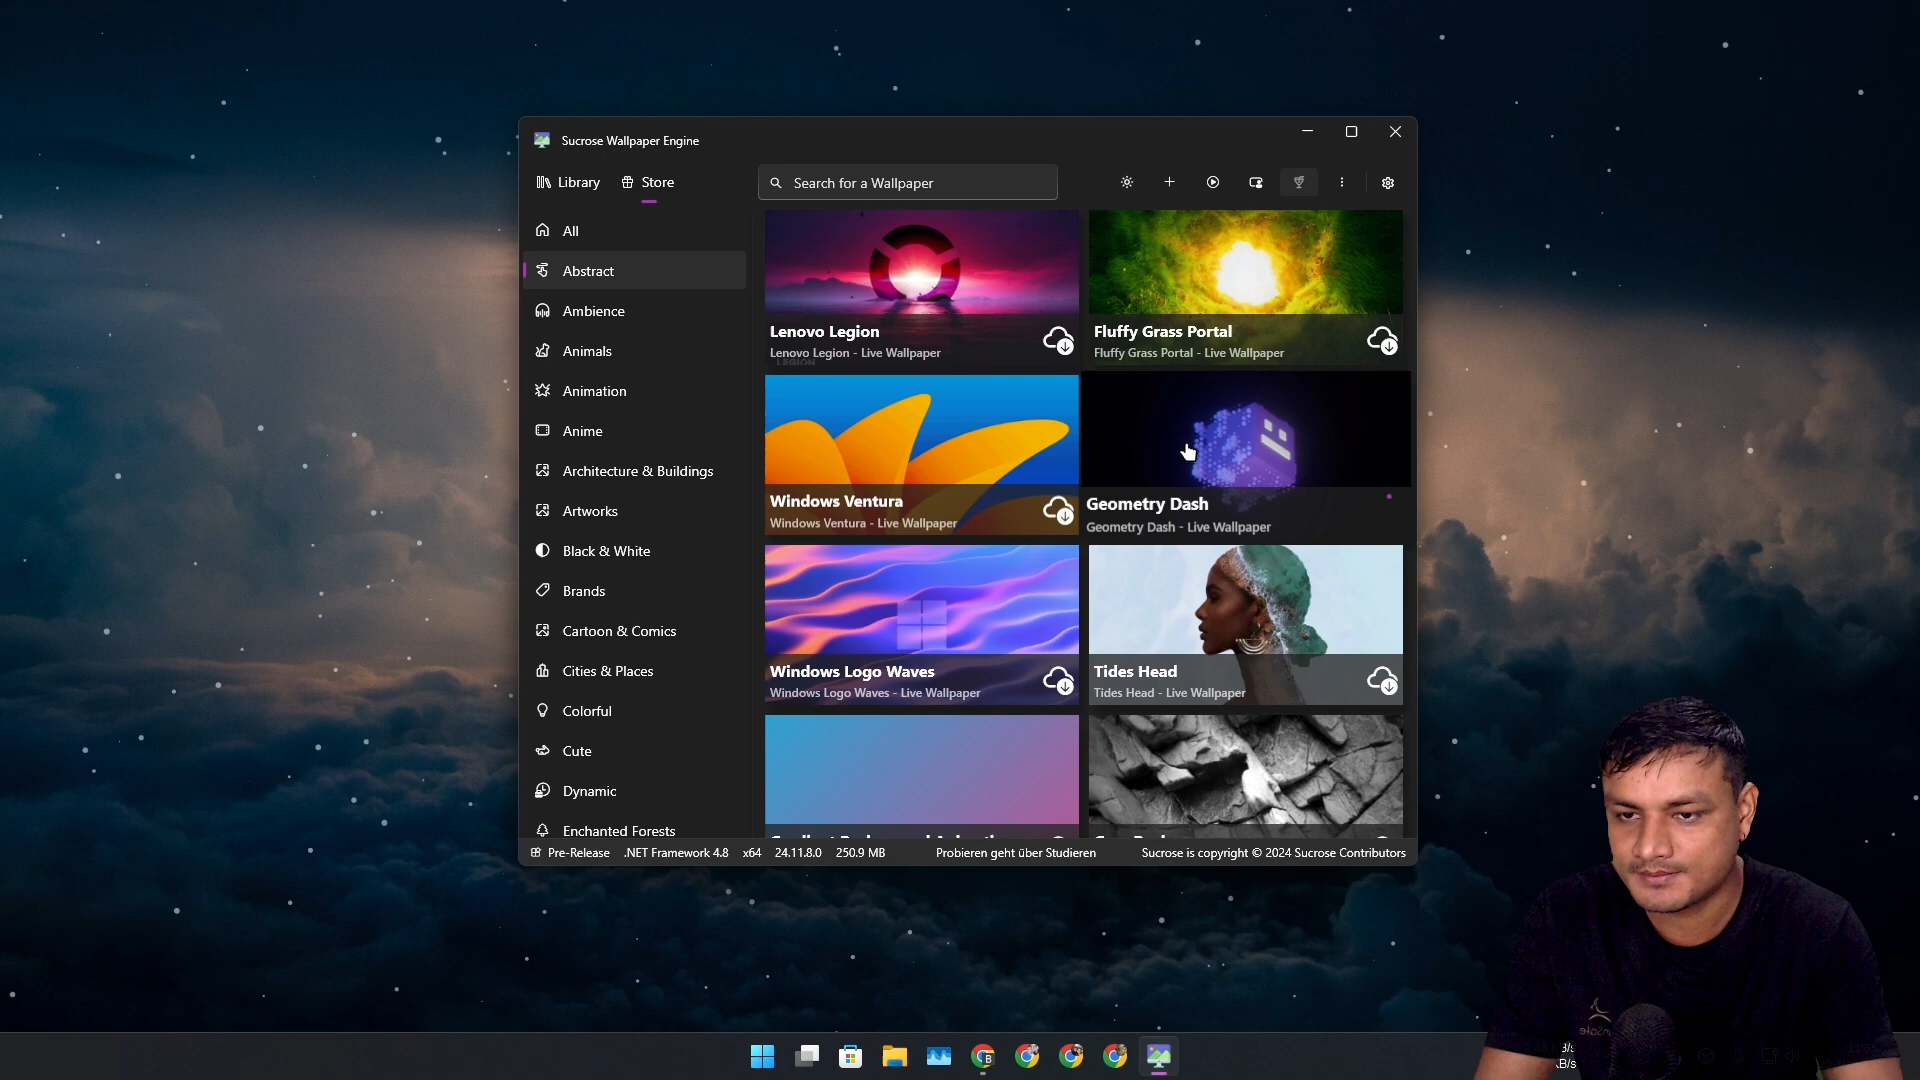 Sucrose Wallpaper Engine
Library
Store
Search for a Wallpaper
All
Abstract
Ambience
Animals
Animation
Anime
Architecture & Buildings
Artworks
Black & White
Brands
Cartoon & Comics
Cities & Places
Colorful
Cute
Dynamic
Enchanted Forests
Lenovo Legion
Lenovo Legion - Live Wallpaper
LEGION
Fluffy Grass Portal
Fluffy Grass Portal - Live Wallpaper
Windows Ventura
Windows Ventura - Live Wallpaper
Geometry Dash
Geometry Dash - Live Wallpaper
Windows Logo Waves
Windows Logo Waves - Live Wallpaper
Tides Head
Tides Head - Live Wallpaper
Pre-Release
.NET Framework 4.8
x64
24.11.8.0
250.9 MB
Probieren geht über Studieren
Sucrose is copyright © 2024 Sucrose Contributors
B